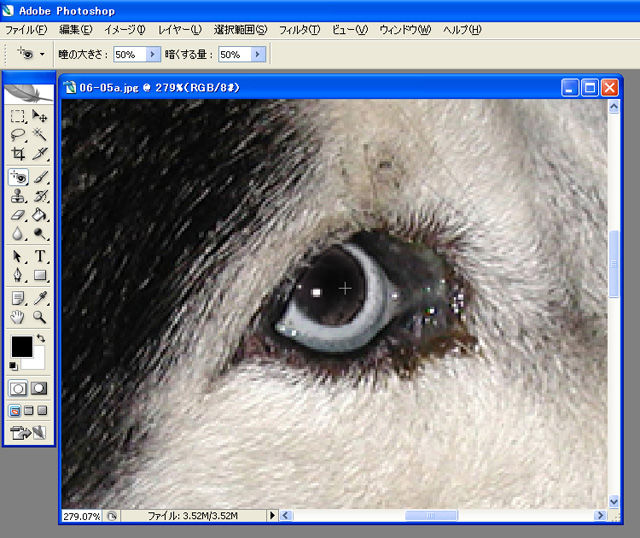 Adobe Photoshop
ファイル(F) 編集(E) イメージ(I) レイヤー(L) 選択範囲(S) フィルタ(T) ビュー(V) ウィンドウ(W) ヘルプ(H)
瞳の大きさ: 50% 暗くする量: 50%
06-05a.jpg @ 279%(RGB/8#)
T
279.07% ファイル: 3.52M/3.52M